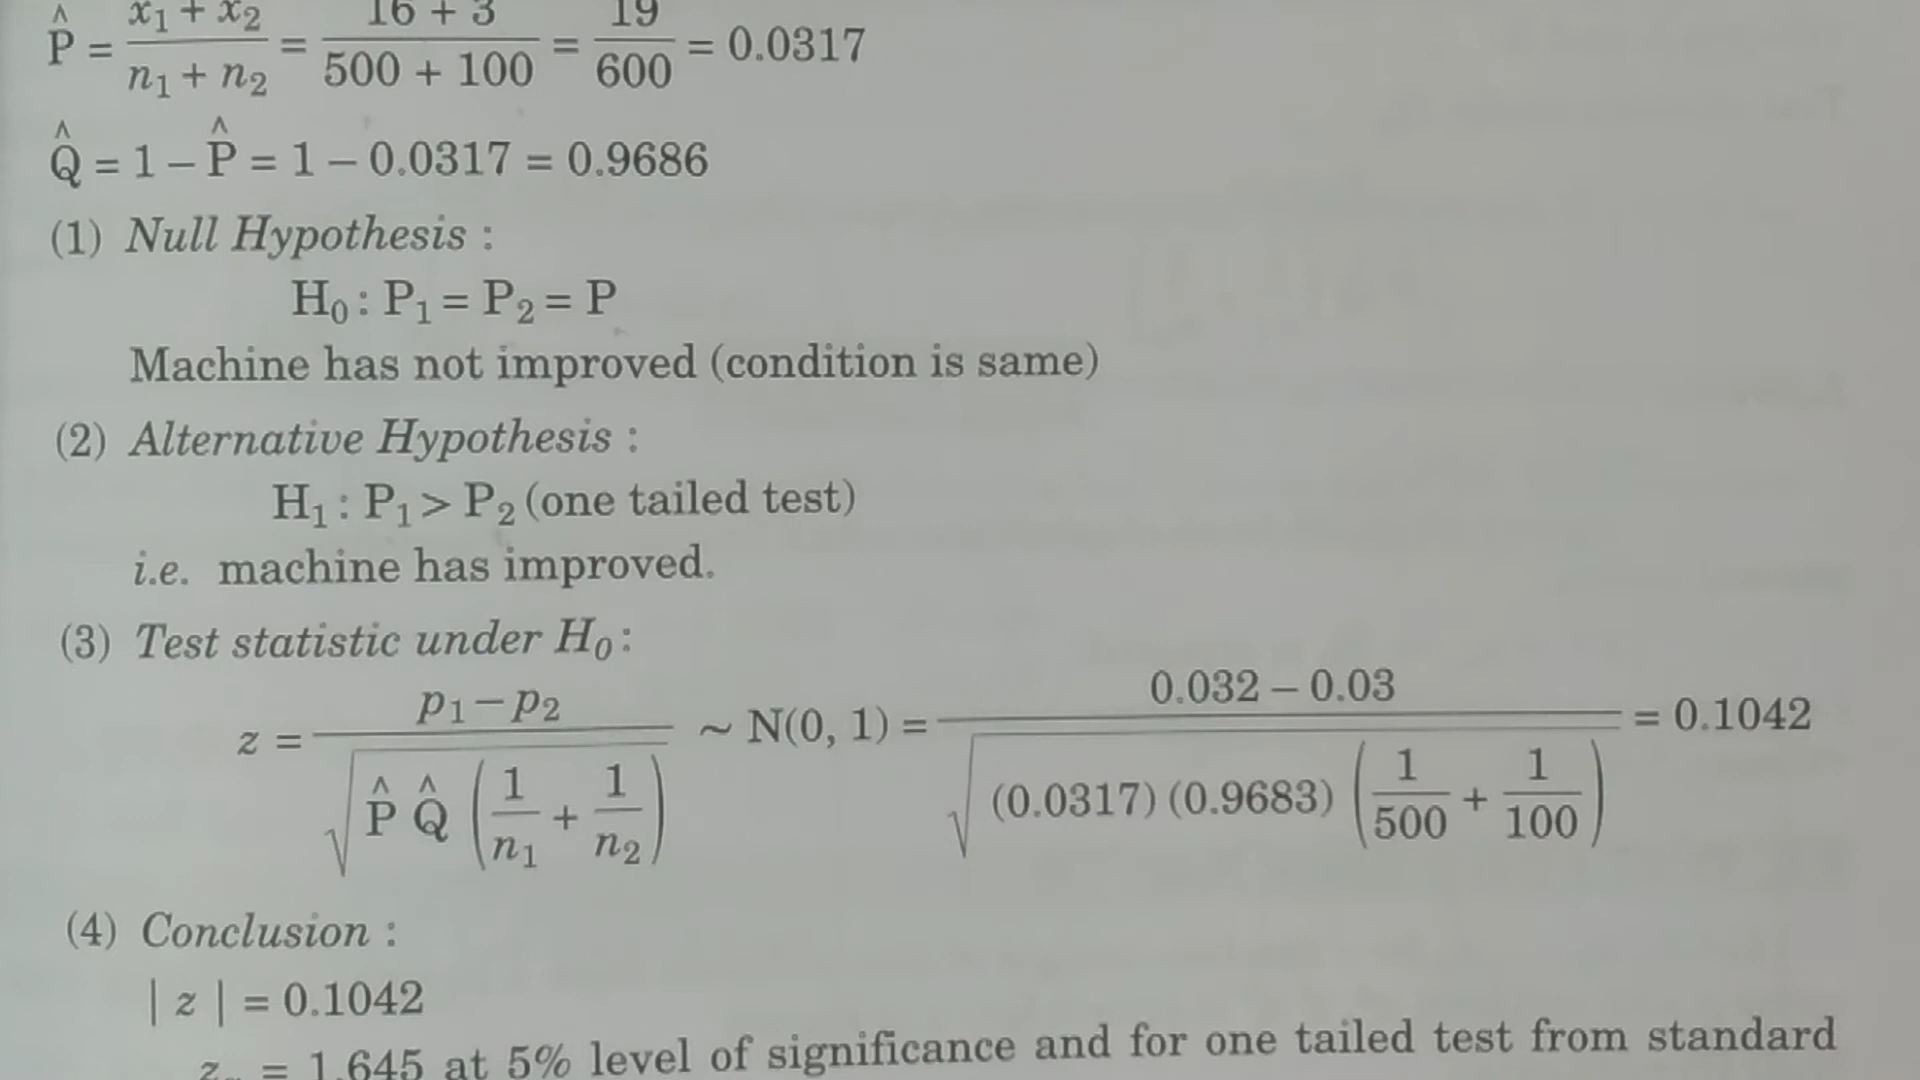 P̂ = x₁ + x₂ / n₁ + n₂ = 16 + 3 / 500 + 100 = 19 / 600 = 0.0317
Q̂ = 1 – P̂ = 1 – 0.0317 = 0.9686
(1) Null Hypothesis :
H₀ : P₁ = P₂ = P
Machine has not improved (condition is same)
(2) Alternative Hypothesis :
H₁ : P₁ > P₂ (one tailed test)
i.e. machine has improved.
(3) Test statistic under H₀ :
z = p₁ – p₂ / √ P̂ Q̂ (1/n₁ + 1/n₂) ~ N(0, 1) = 0.032 – 0.03 / √ (0.0317) (0.9683) (1/500 + 1/100) = 0.1042
(4) Conclusion :
| z | = 0.1042
= 1.645 at 5% level of significance and for one tailed test from standard